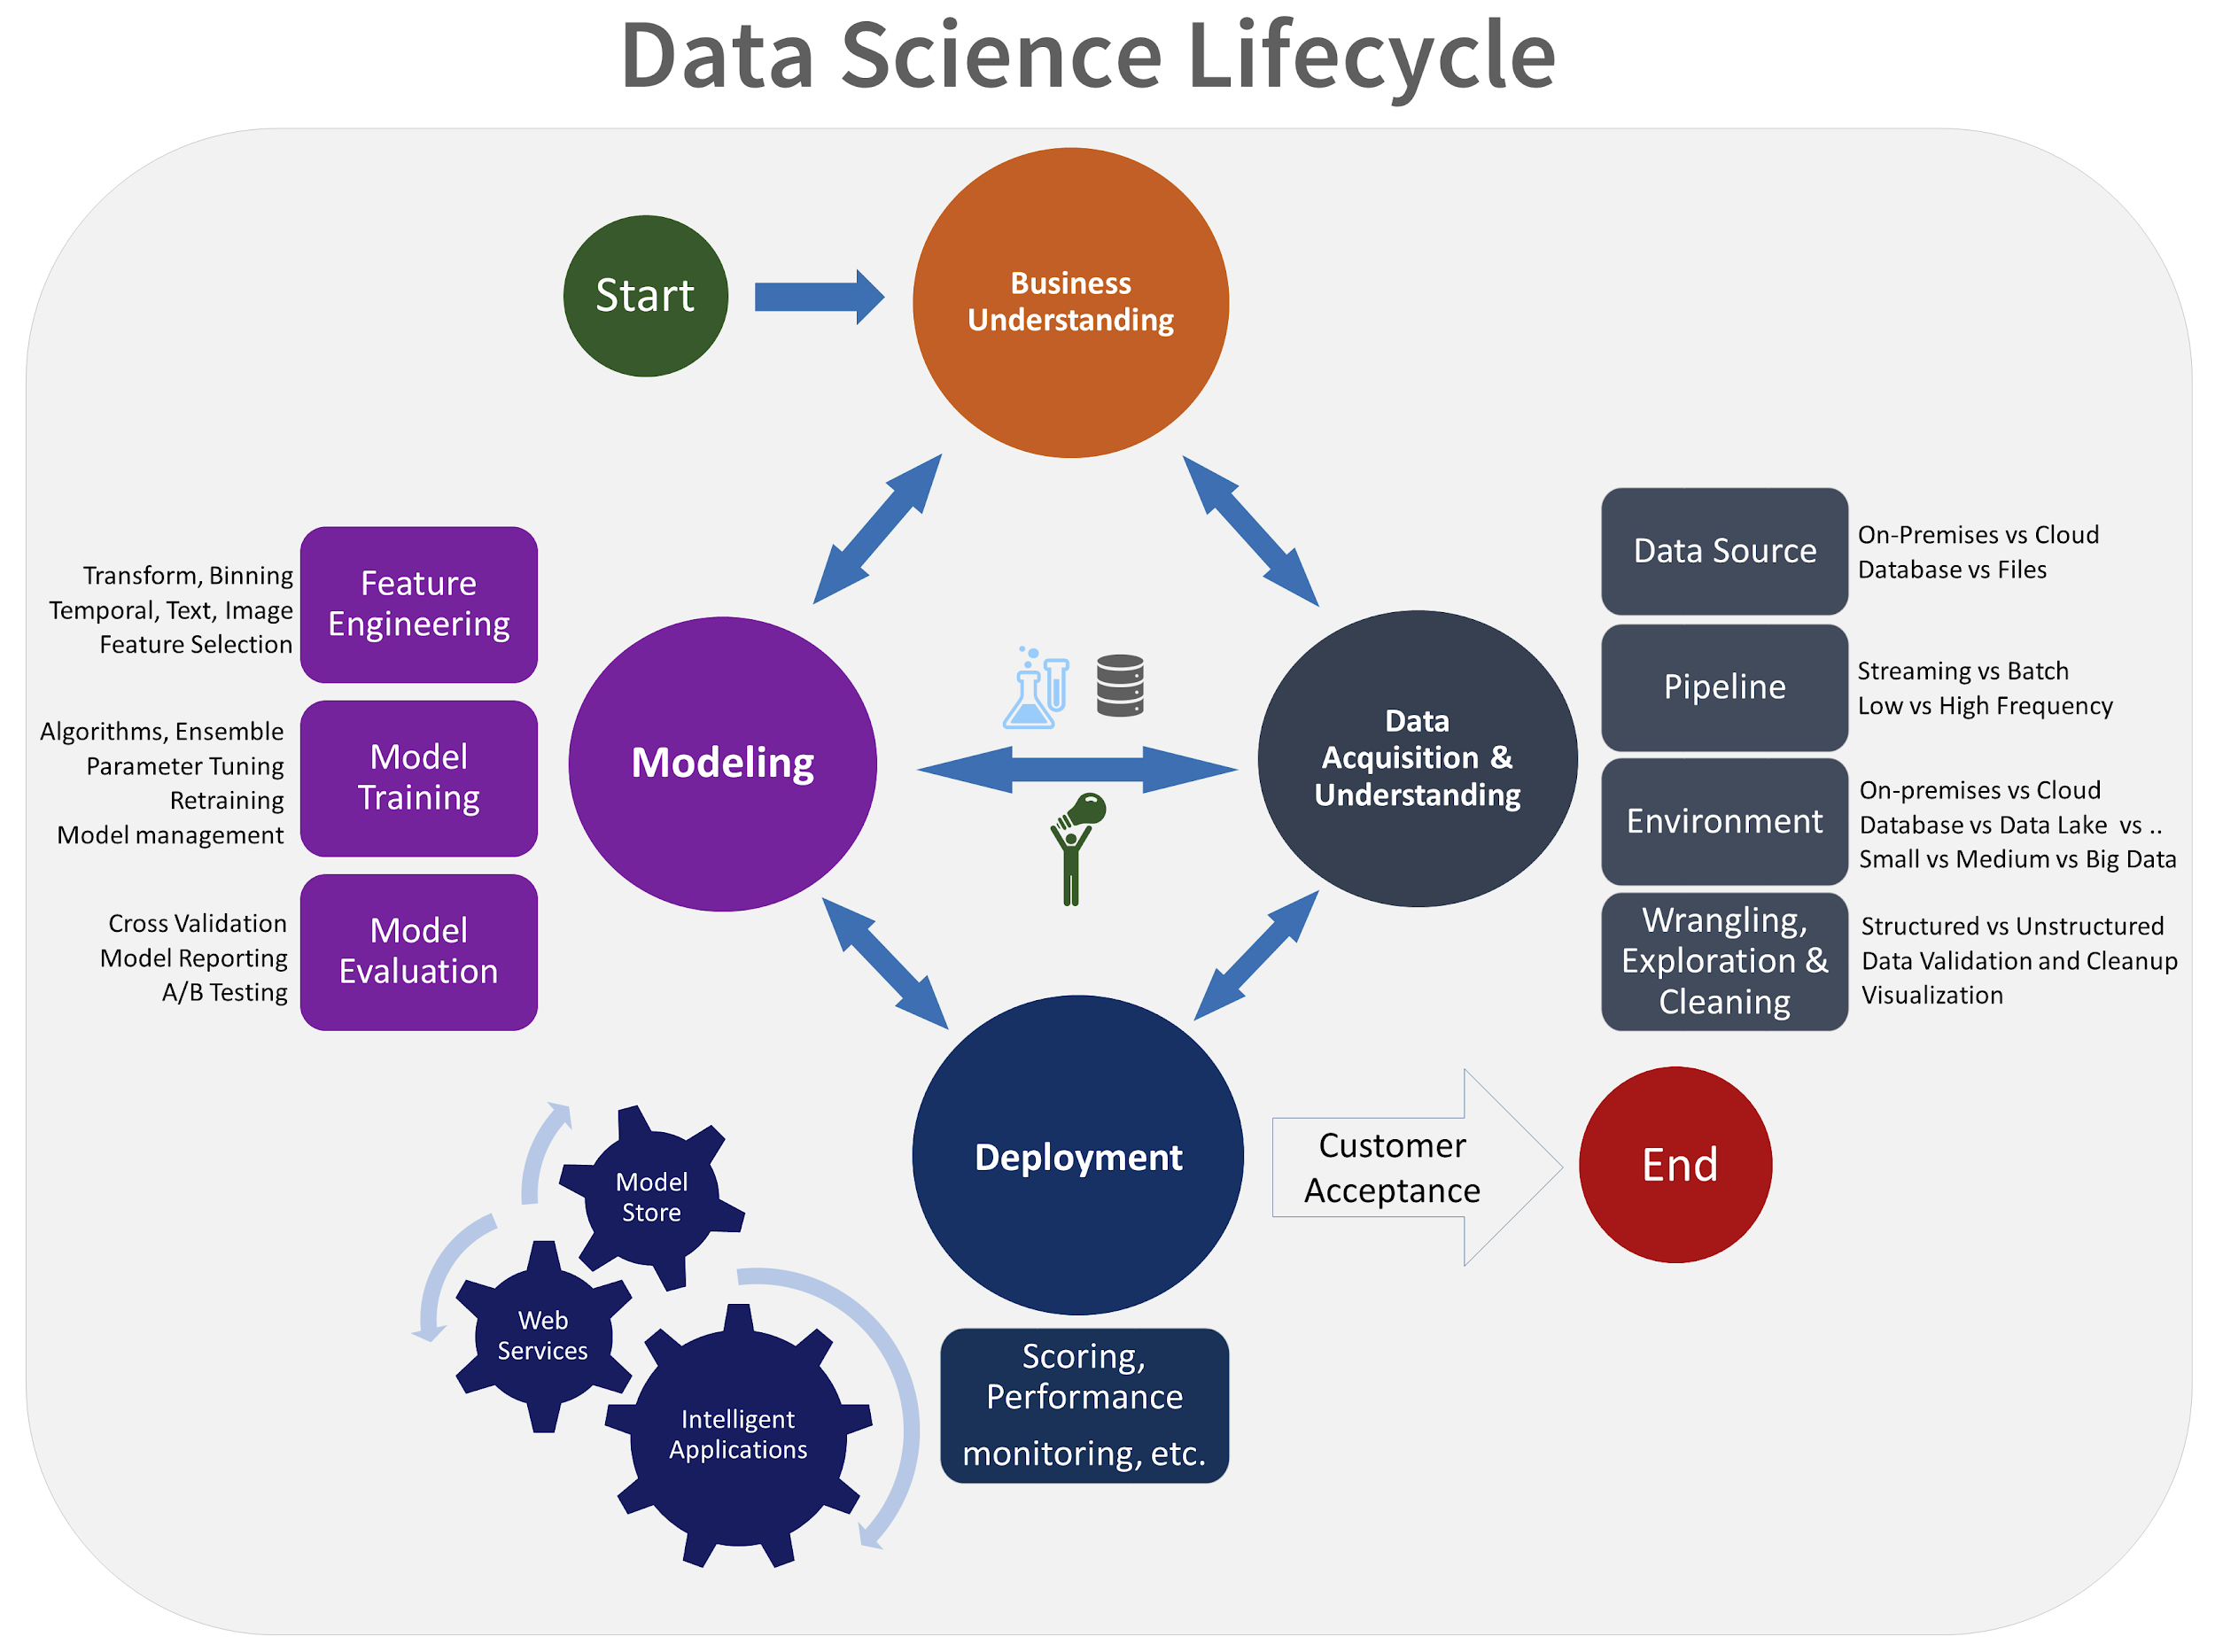 Data Science Lifecycle
Start
Business
Understanding
Feature
Engineering
Transform, Binning
Temporal, Text, Image
Feature Selection
Model
Training
Algorithms, Ensemble
Parameter Tuning
Retraining
Model management
Model
Evaluation
Cross Validation
Model Reporting
A/B Testing
Modeling
Data
Acquisition &
Understanding
Data Source
On-Premises vs Cloud
Database vs Files
Pipeline
Streaming vs Batch
Low vs High Frequency
Environment
On-premises vs Cloud
Database vs Data Lake vs ..
Small vs Medium vs Big Data
Wrangling,
Exploration &
Cleaning
Structured vs Unstructured
Data Validation and Cleanup
Visualization
Deployment
Customer
Acceptance
End
Model
Store
Web
Services
Intelligent
Applications
Scoring,
Performance
monitoring, etc.